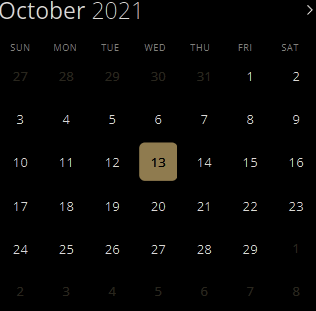 October 2021
SUN MON TUE WED THU FRI SAT
27 28 29 30 31 1 2
3 4 5 6 7 8 9
10 11 12 13 14 15 16
17 18 19 20 21 22 23
24 25 26 27 28 29 1
2 3 4 5 6 7 8